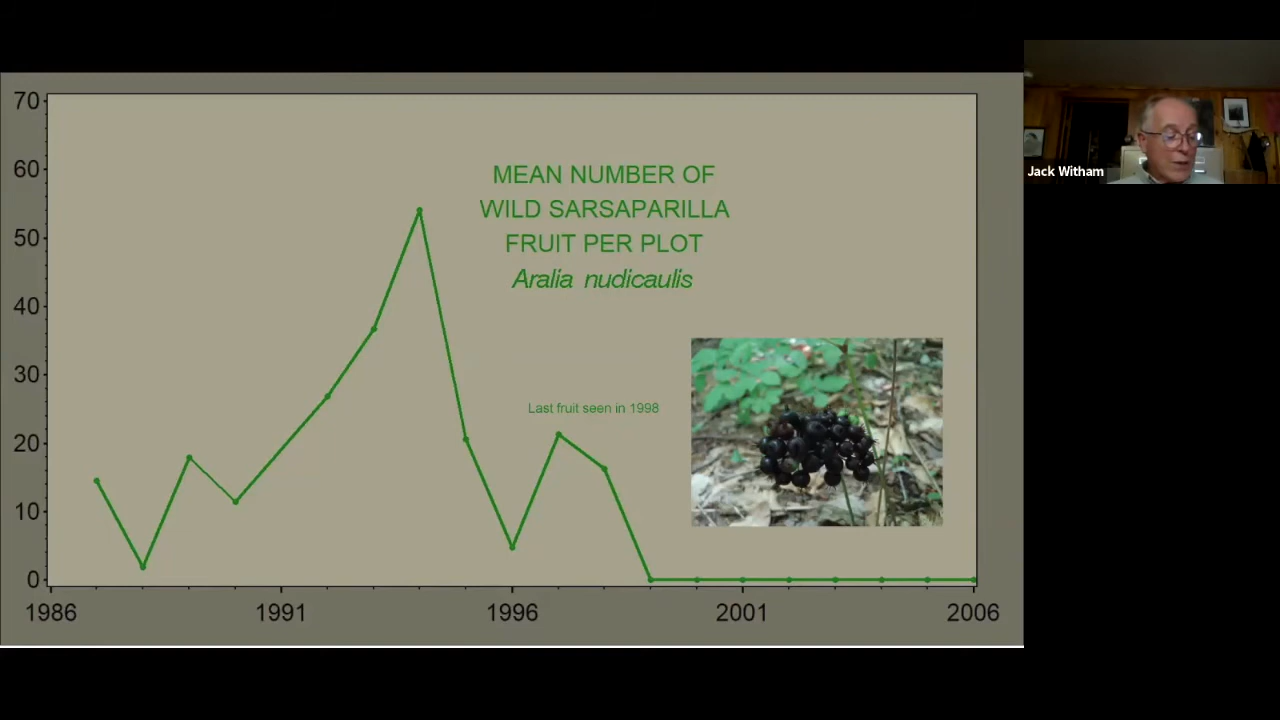 70
60
50
40
30
20
10
0
1986 1991 1996 2001 2006
MEAN NUMBER OF
WILD SARSAPARILLA
FRUIT PER PLOT
Aralia nudicaulis
Last fruit seen in 1998
Jack Witham